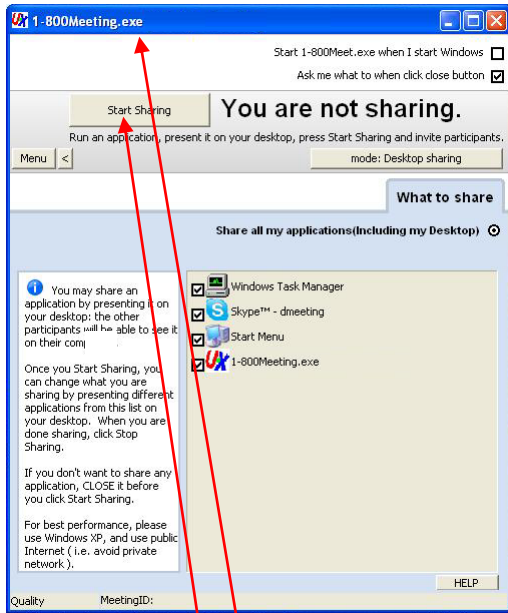 1-800Meeting.exe
Start 1-800Meet.exe when I start Windows
Ask me what to when click close button
Start Sharing
You are not sharing.
Run an application, present it on your desktop, press Start Sharing and invite participants.
Menu <
mode: Desktop sharing
What to share
Share all my applications(Including my Desktop)
You may share an
application by presenting it on
your desktop: the other
participants will be able to see it
on their
Once you Start Sharing, you
can change what you are
sharing by presenting different
applications from this list on
your desktop. When you are
done sharing, click Stop
Sharing.
If you don't want to share any
application, CLOSE it before
you click Start Sharing.
For best performance, please
use Windows XP, and use public
Internet ( i.e. avoid private
network ).
Windows Task Manager
Skype™ - dmeeting
Start Menu
1-800Meeting.exe
HELP
Quality MeetingID: